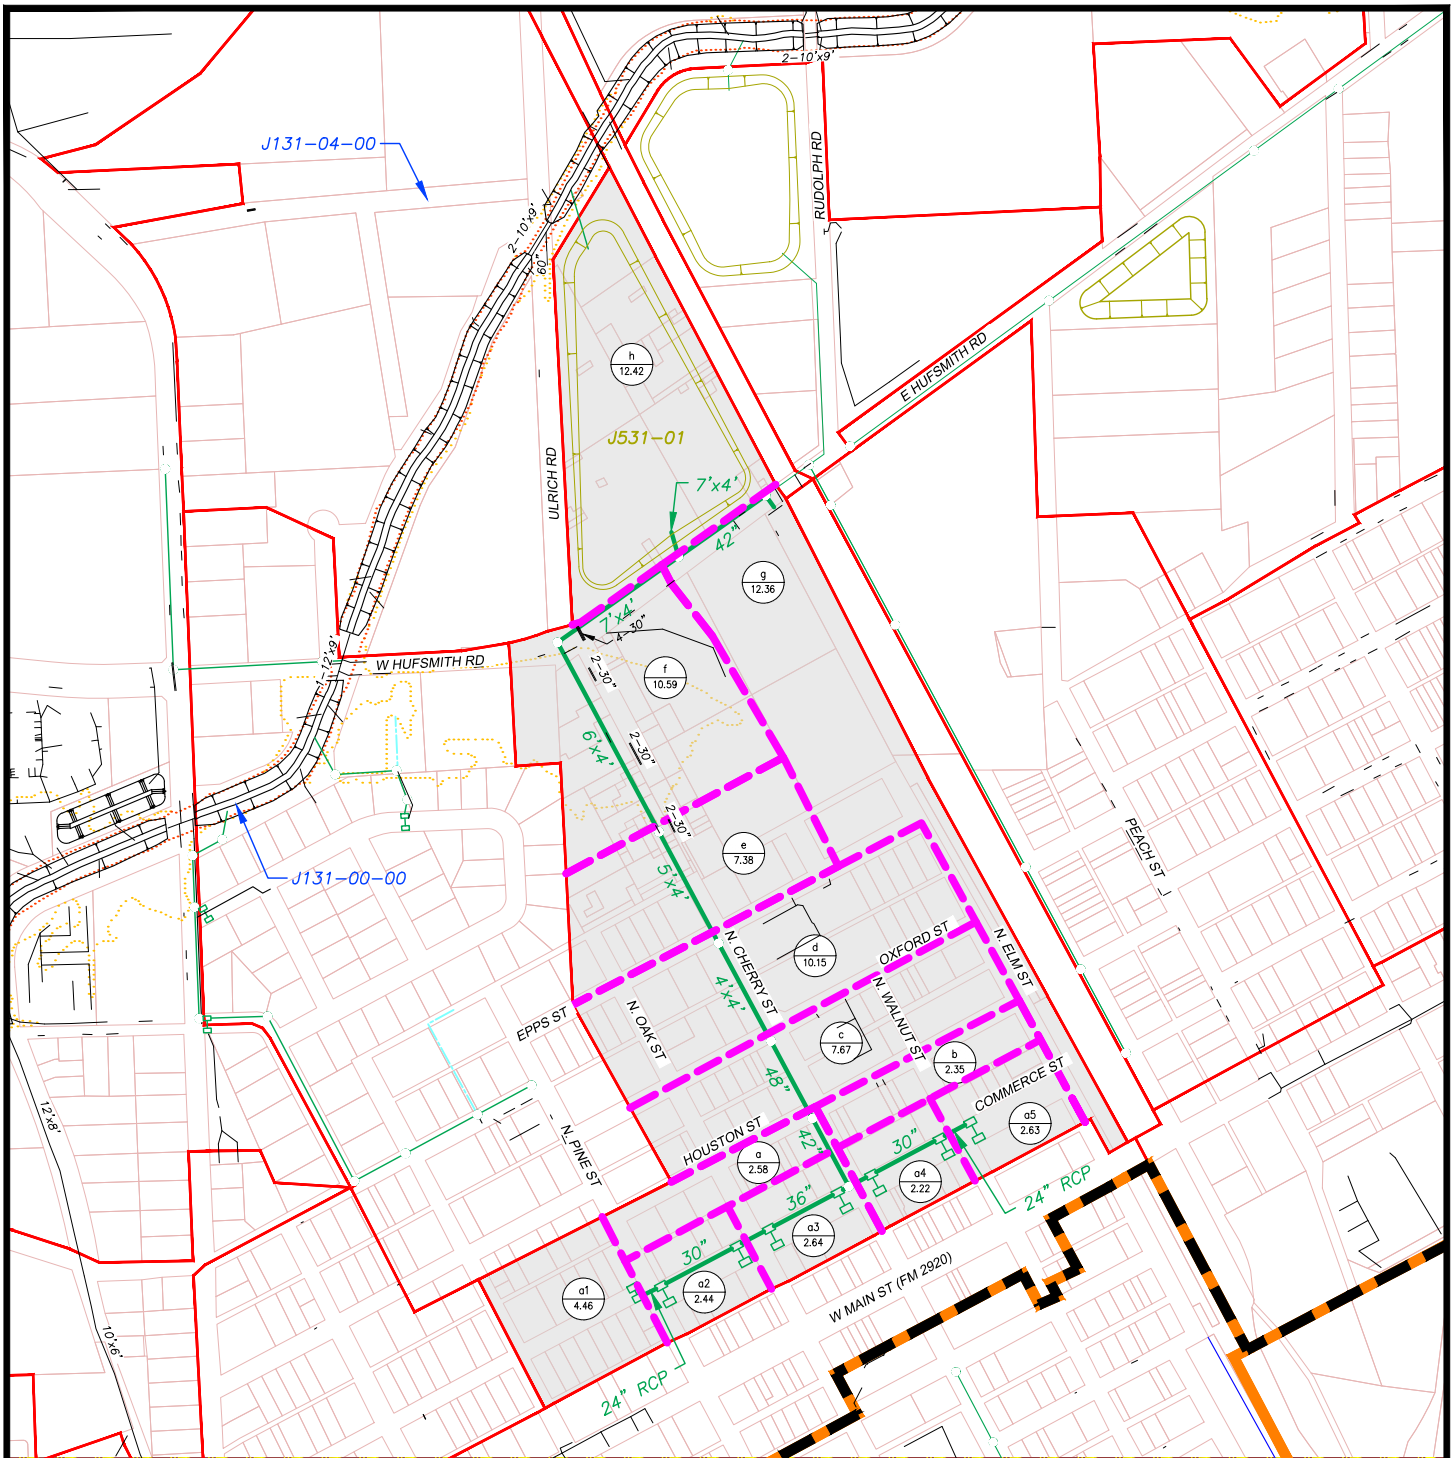 2-10'x9'
J131-04-00
RUDOLPH RD
2-10'x9'
60"
h
12.42
E HUFSMITH RD
J531-01
ULRICH RD
7'x4'
42"
g
12.36
7'x4'
4-30"
1-12'x9'
W HUFSMITH RD
2-30"
f
10.59
6'x4'
2-30"
2-30"
e
7.38
PEACH ST
J131-00-00
5'x4'
N. CHERRY ST
d
10.15
OXFORD ST
N. ELM ST
4'x4'
N. WALNUT ST
EPPS ST
N. OAK ST
c
7.67
b
2.35
48"
COMMERCE ST
12'x8'
a5
2.63
HOUSTON ST
42"
30"
N. PINE ST
a
2.58
a4
2.22
24" RCP
36"
a3
2.64
30"
a1
4.46
a2
2.44
W MAIN ST (FM 2920)
10'x6'
24" RCP